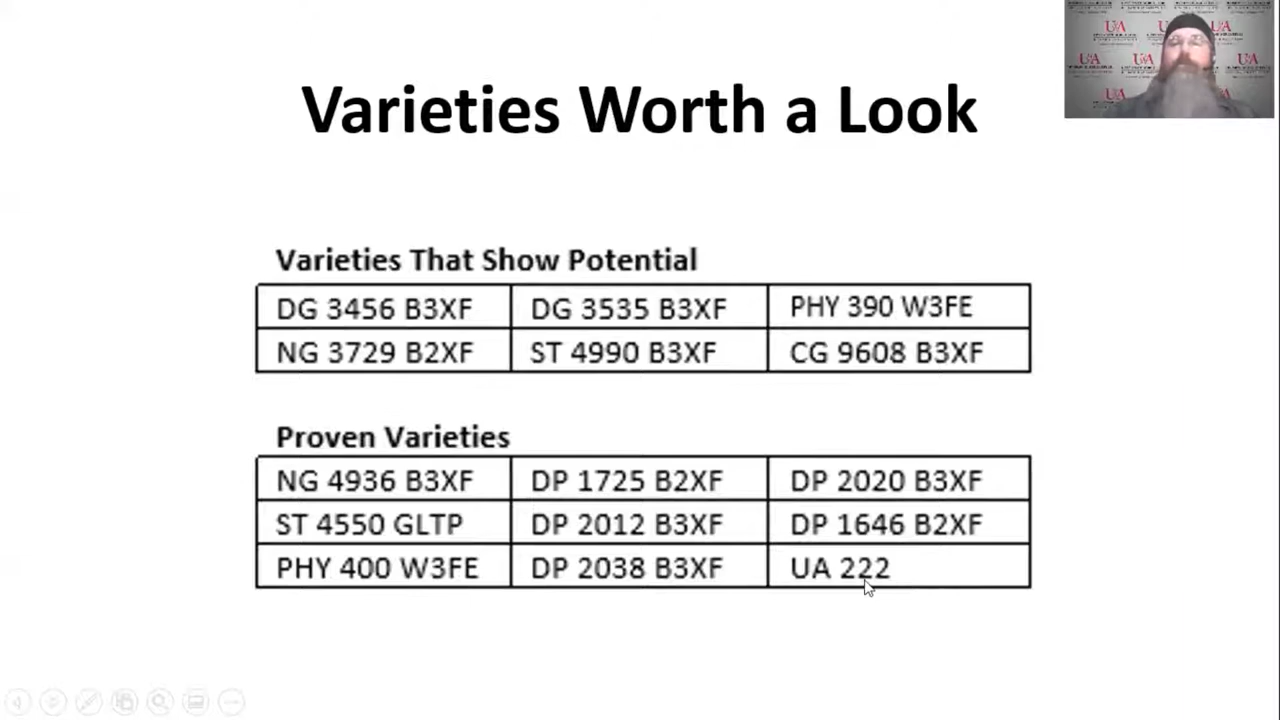 Varieties Worth a Look
Varieties That Show Potential
DG 3456 B3XF DG 3535 B3XF PHY 390 W3FE
NG 3729 B2XF ST 4990 B3XF CG 9608 B3XF
Proven Varieties
NG 4936 B3XF DP 1725 B2XF DP 2020 B3XF
ST 4550 GLTP DP 2012 B3XF DP 1646 B2XF
PHY 400 W3FE DP 2038 B3XF UA 222